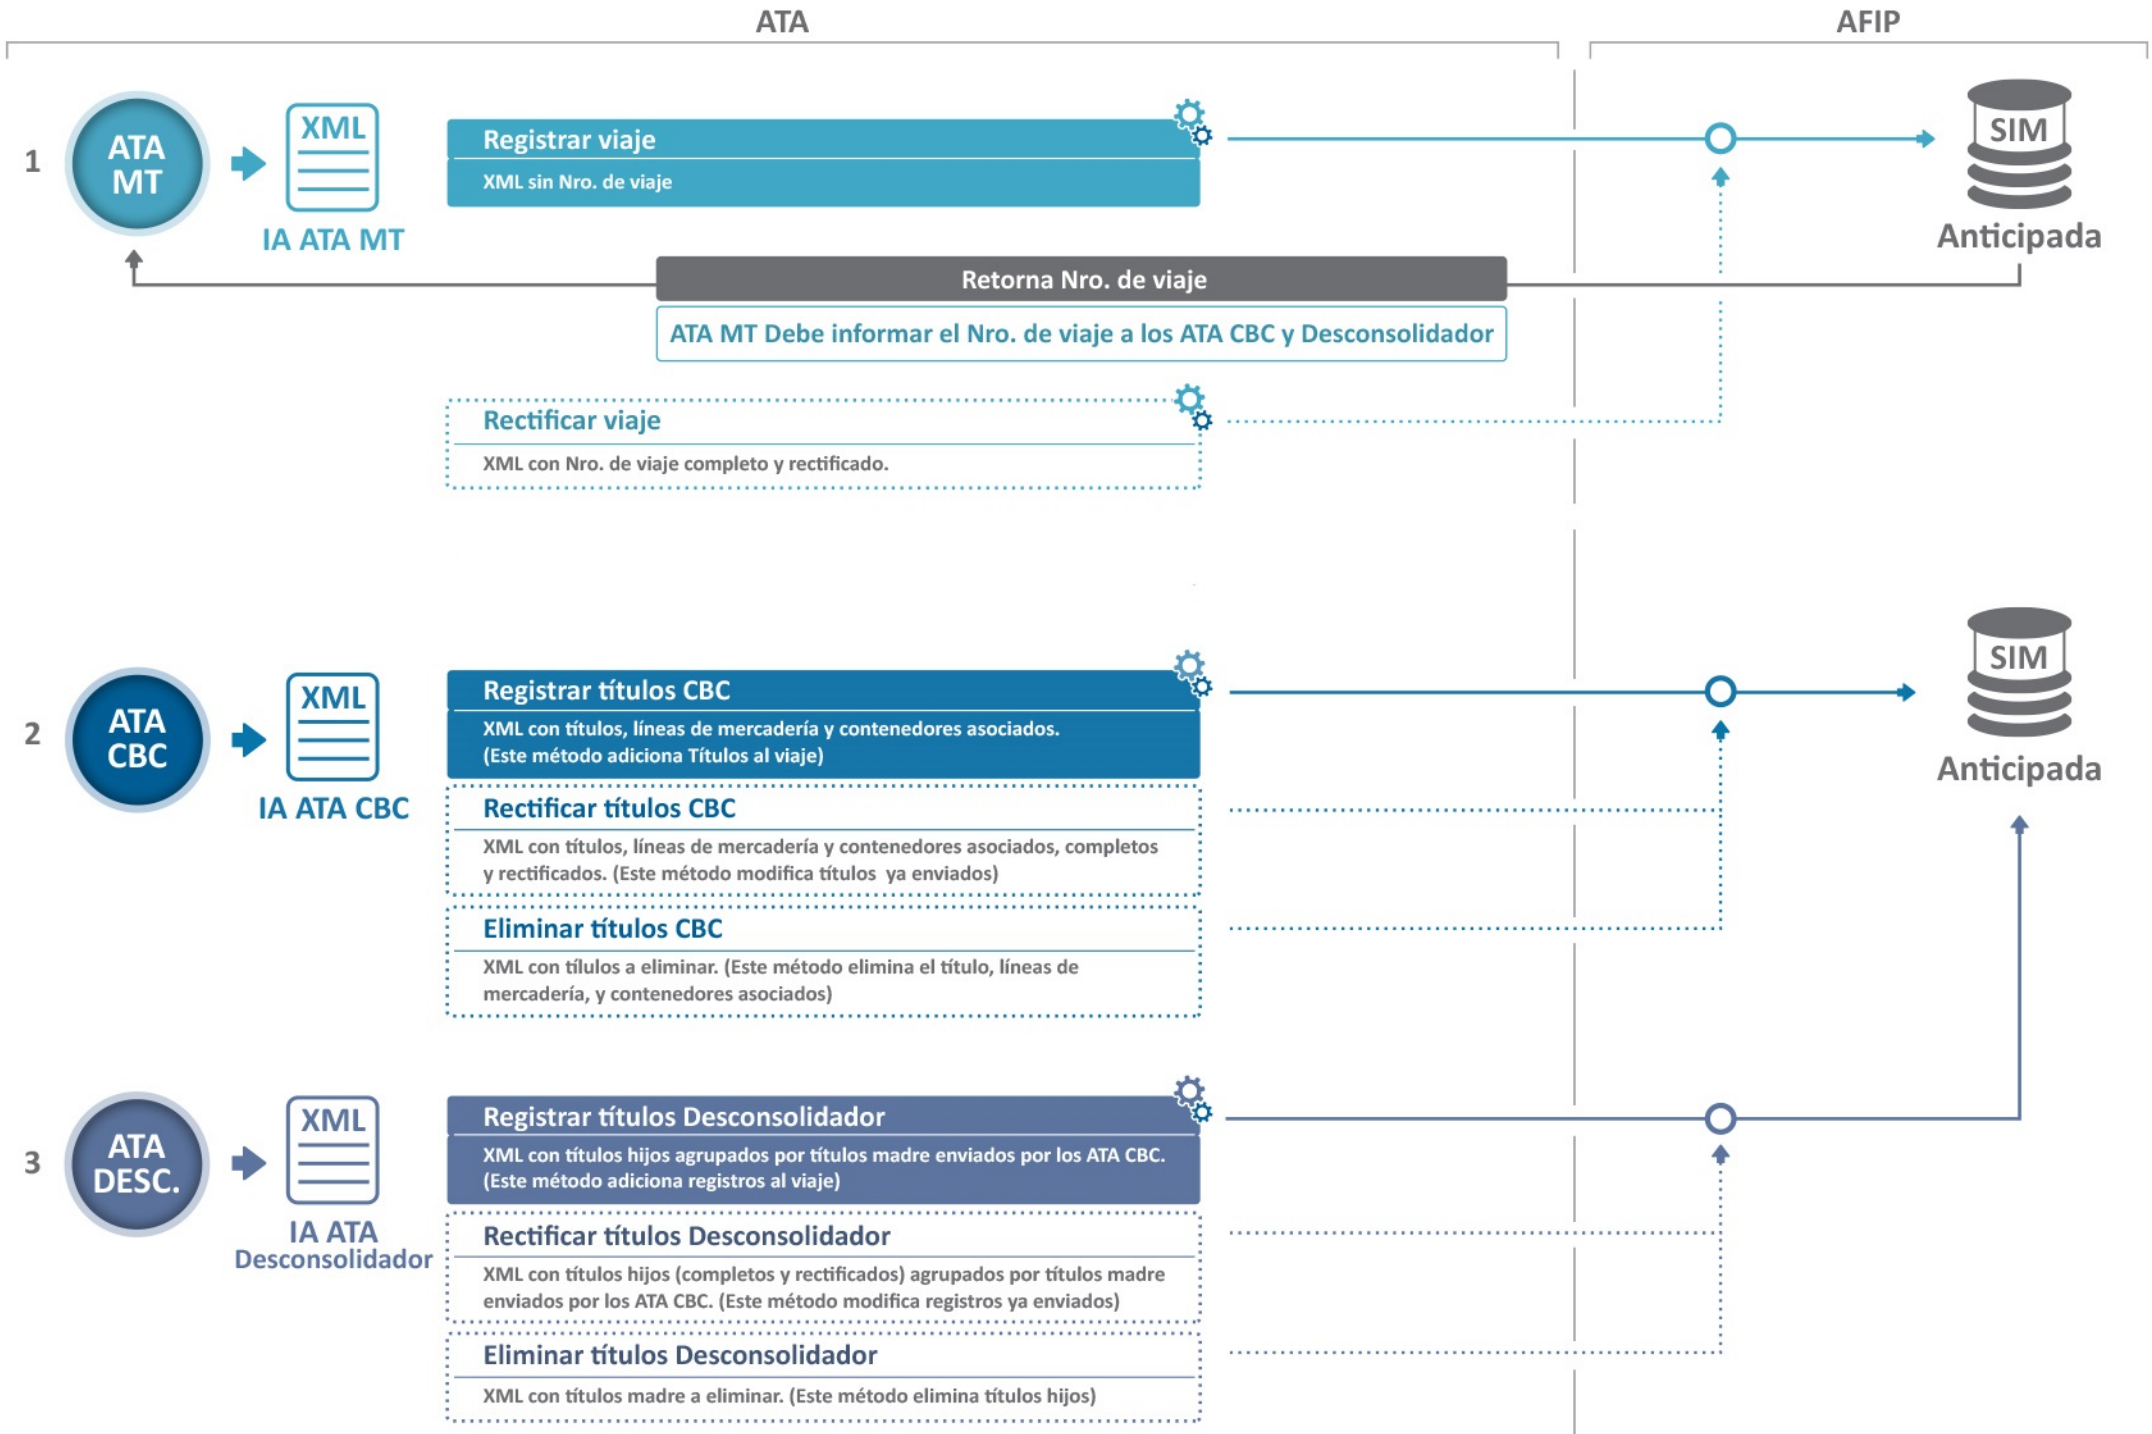 ATA
AFIP
1
ATA
MT
XML
IA ATA MT
Registrar viaje
XML sin Nro. de viaje
SIM
Anticipada
Retorna Nro. de viaje
ATA MT Debe informar el Nro. de viaje a los ATA CBC y Desconsolidador
Rectificar viaje
XML con Nro. de viaje completo y rectificado.
2
ATA
CBC
XML
IA ATA CBC
Registrar títulos CBC
XML con títulos, líneas de mercadería y contenedores asociados.
(Este método adiciona Títulos al viaje)
SIM
Anticipada
Rectificar títulos CBC
XML con títulos, líneas de mercadería y contenedores asociados, completos
y rectificados. (Este método modifica títulos ya enviados)
Eliminar títulos CBC
XML con tílulos a eliminar. (Este método elimina el título, líneas de
mercadería, y contenedores asociados)
3
ATA
DESC.
XML
IA ATA
Desconsolidador
Registrar títulos Desconsolidador
XML con títulos hijos agrupados por títulos madre enviados por los ATA CBC.
(Este método adiciona registros al viaje)
Rectificar títulos Desconsolidador
XML con títulos hijos (completos y rectificados) agrupados por títulos madre
enviados por los ATA CBC. (Este método modifica registros ya enviados)
Eliminar títulos Desconsolidador
XML con títulos madre a eliminar. (Este método elimina títulos hijos)